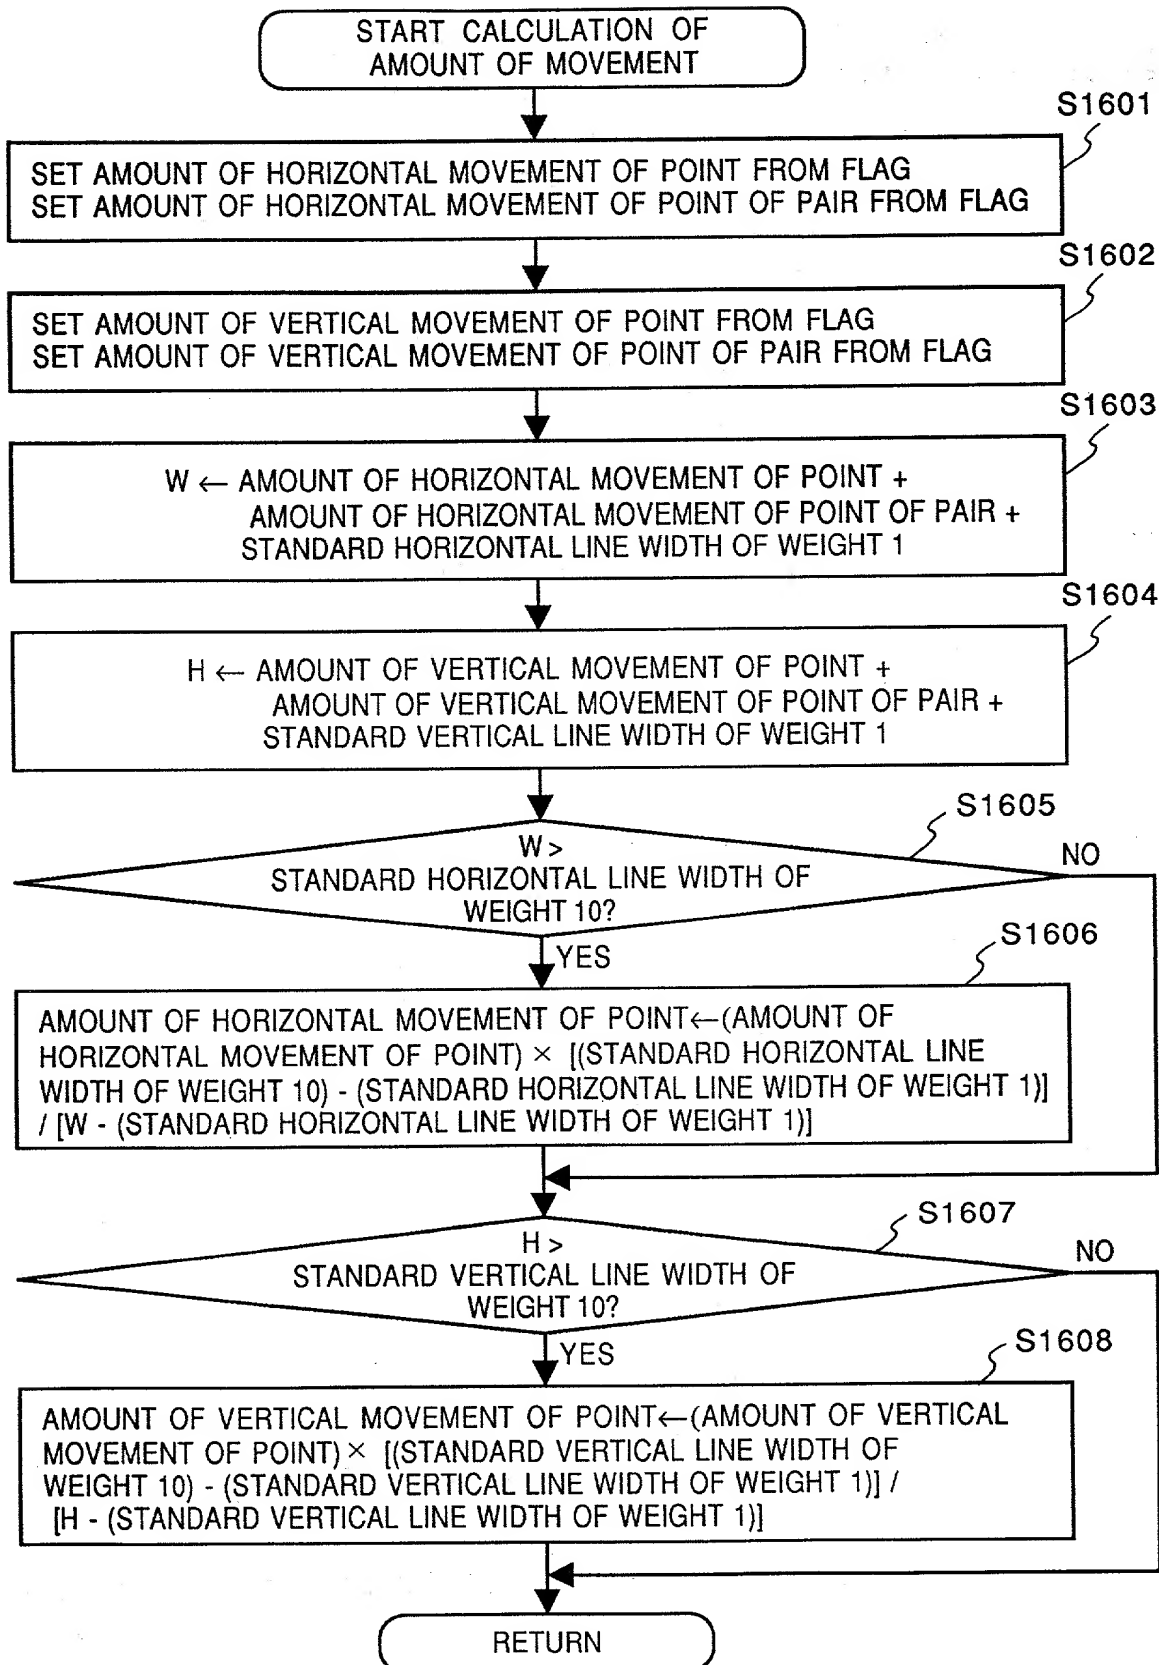 START CALCULATION OF
AMOUNT OF MOVEMENT
S1601
SET AMOUNT OF HORIZONTAL MOVEMENT OF POINT FROM FLAG
SET AMOUNT OF HORIZONTAL MOVEMENT OF POINT OF PAIR FROM FLAG
S1602
SET AMOUNT OF VERTICAL MOVEMENT OF POINT FROM FLAG
SET AMOUNT OF VERTICAL MOVEMENT OF POINT OF PAIR FROM FLAG
S1603
W ← AMOUNT OF HORIZONTAL MOVEMENT OF POINT +
AMOUNT OF HORIZONTAL MOVEMENT OF POINT OF PAIR +
STANDARD HORIZONTAL LINE WIDTH OF WEIGHT 1
S1604
H ← AMOUNT OF VERTICAL MOVEMENT OF POINT +
AMOUNT OF VERTICAL MOVEMENT OF POINT OF PAIR +
STANDARD VERTICAL LINE WIDTH OF WEIGHT 1
S1605
W >
STANDARD HORIZONTAL LINE WIDTH OF
WEIGHT 10?
NO
YES
S1606
AMOUNT OF HORIZONTAL MOVEMENT OF POINT←(AMOUNT OF
HORIZONTAL MOVEMENT OF POINT) × [(STANDARD HORIZONTAL LINE
WIDTH OF WEIGHT 10) - (STANDARD HORIZONTAL LINE WIDTH OF WEIGHT 1)]
/ [W - (STANDARD HORIZONTAL LINE WIDTH OF WEIGHT 1)]
S1607
H >
STANDARD VERTICAL LINE WIDTH OF
WEIGHT 10?
NO
YES
S1608
AMOUNT OF VERTICAL MOVEMENT OF POINT←(AMOUNT OF VERTICAL
MOVEMENT OF POINT) × [(STANDARD VERTICAL LINE WIDTH OF
WEIGHT 10) - (STANDARD VERTICAL LINE WIDTH OF WEIGHT 1)] /
[H - (STANDARD VERTICAL LINE WIDTH OF WEIGHT 1)]
RETURN